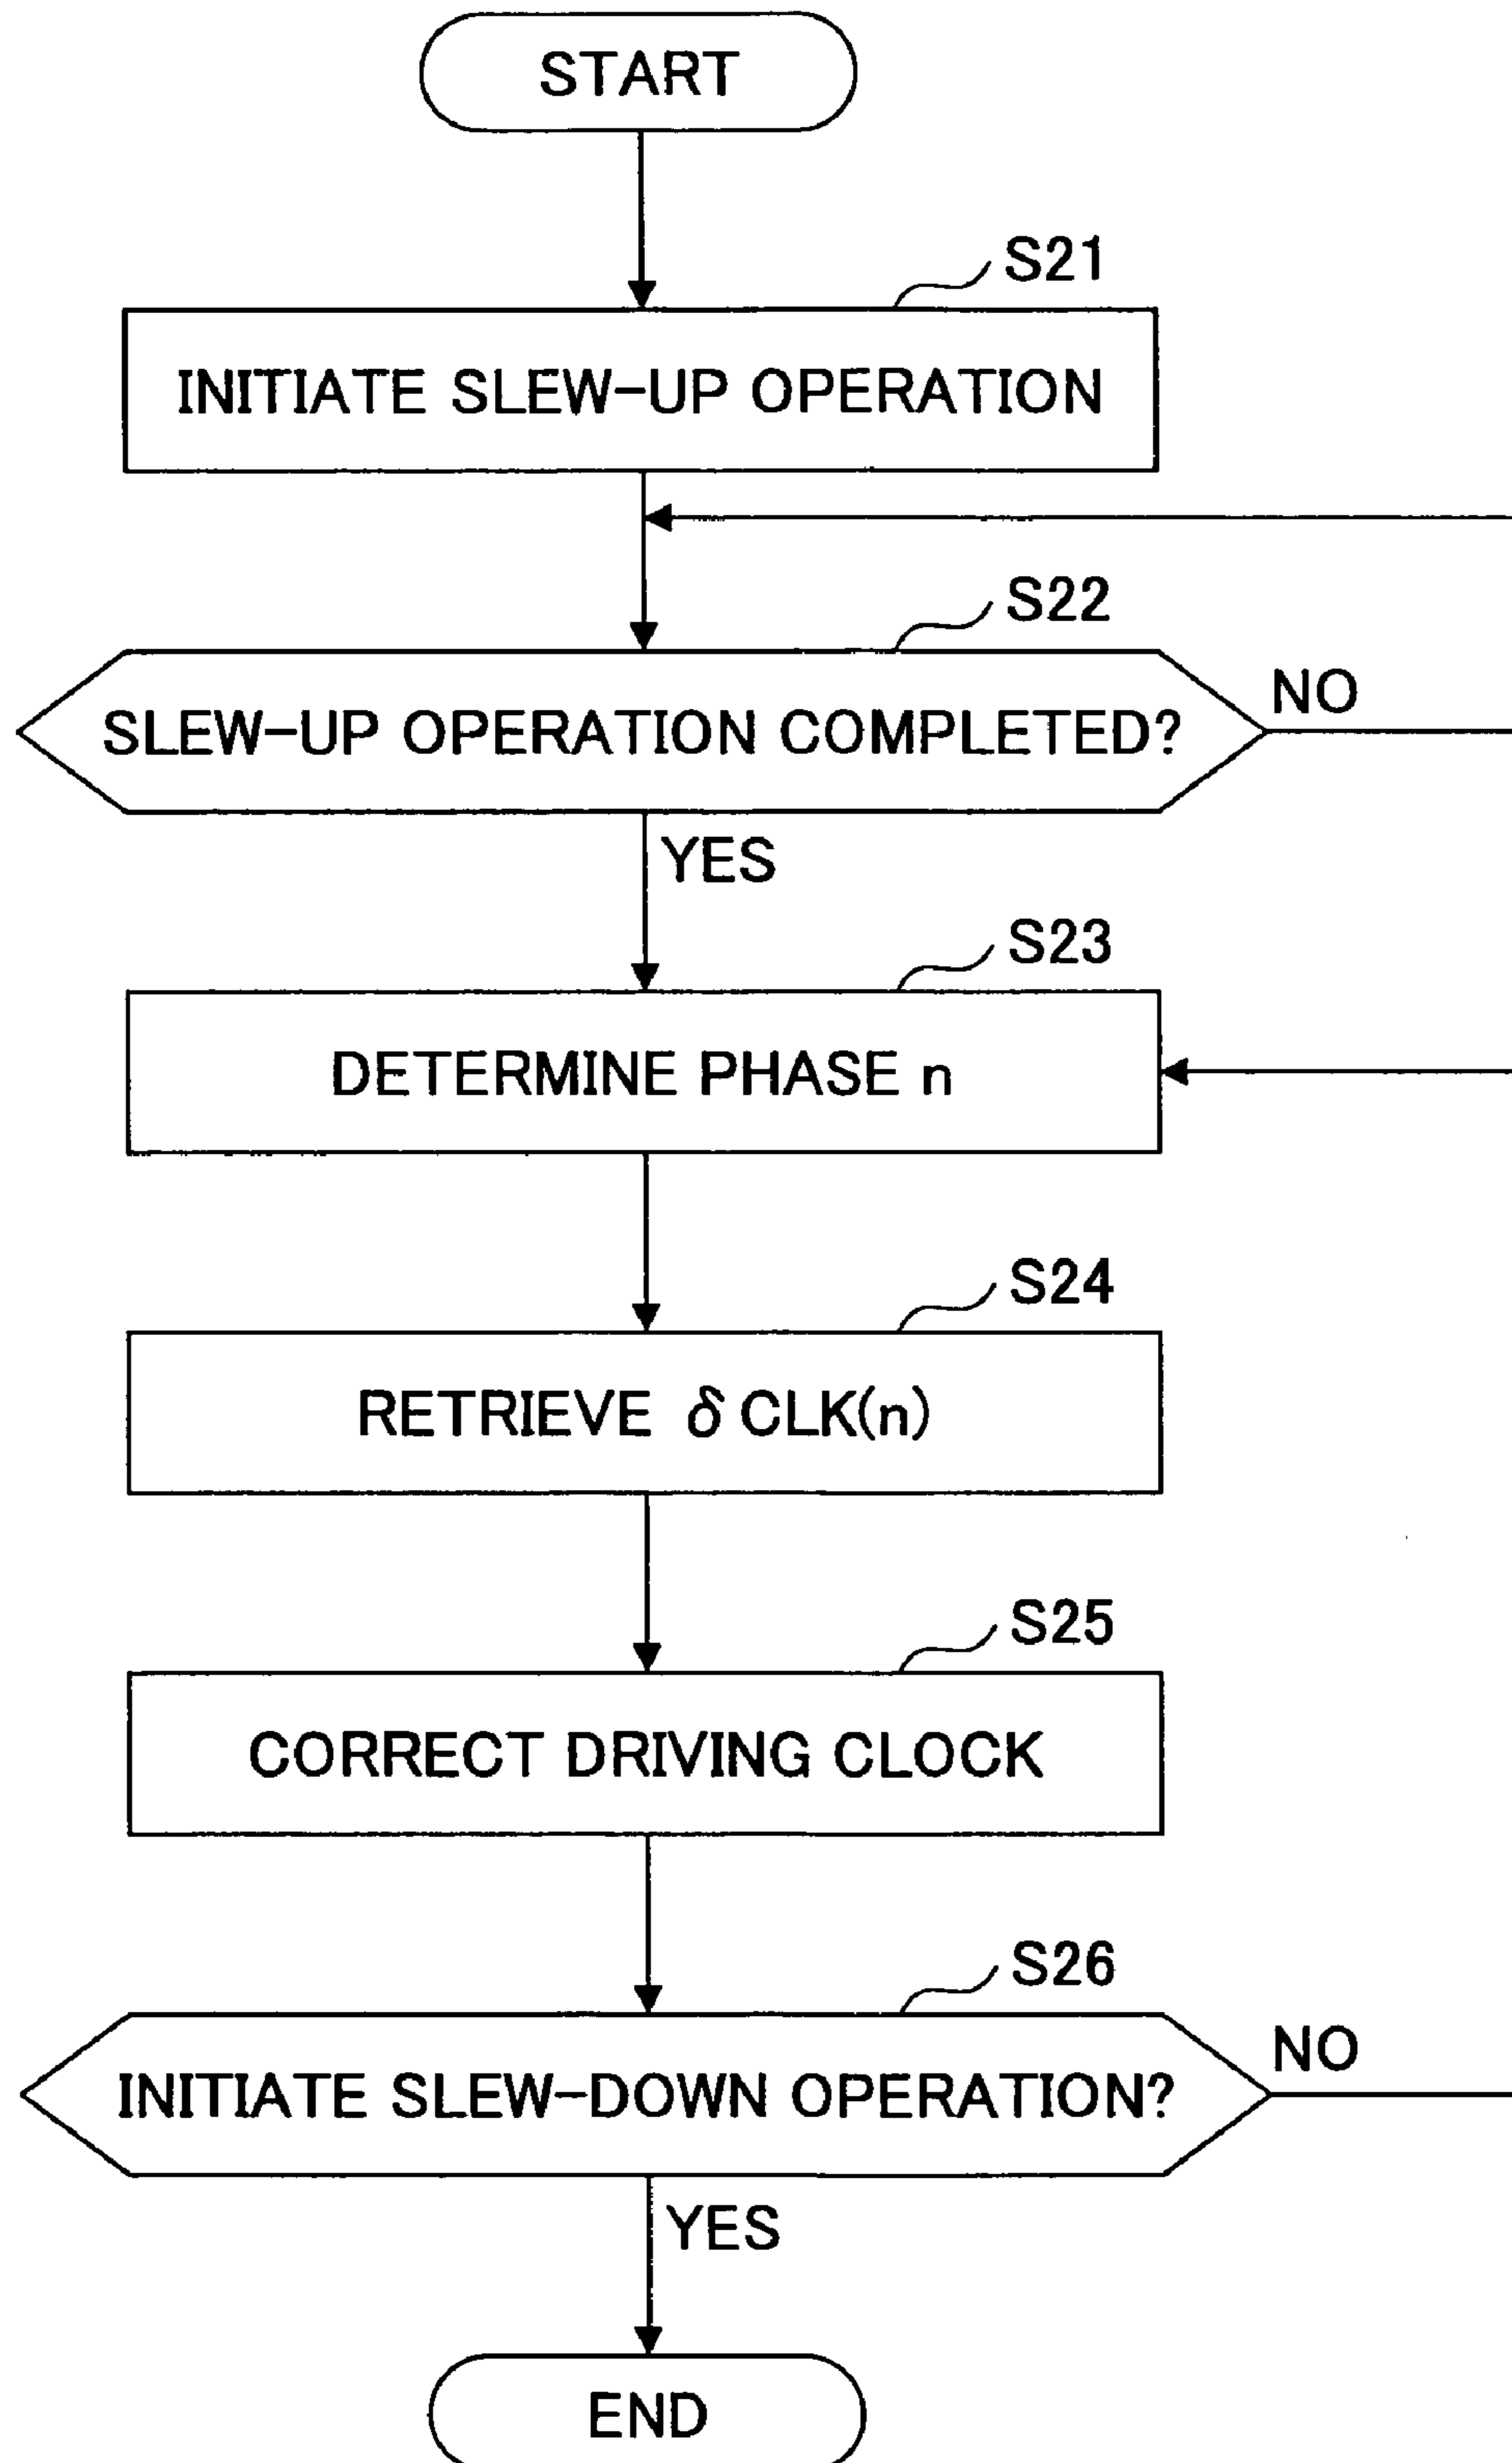 START
S21
INITIATE SLEW-UP OPERATION
S22
SLEW-UP OPERATION COMPLETED?
NO
YES
S23
DETERMINE PHASE n
S24
RETRIEVE δ CLK(n)
S25
CORRECT DRIVING CLOCK
S26
INITIATE SLEW-DOWN OPERATION?
NO
YES
END